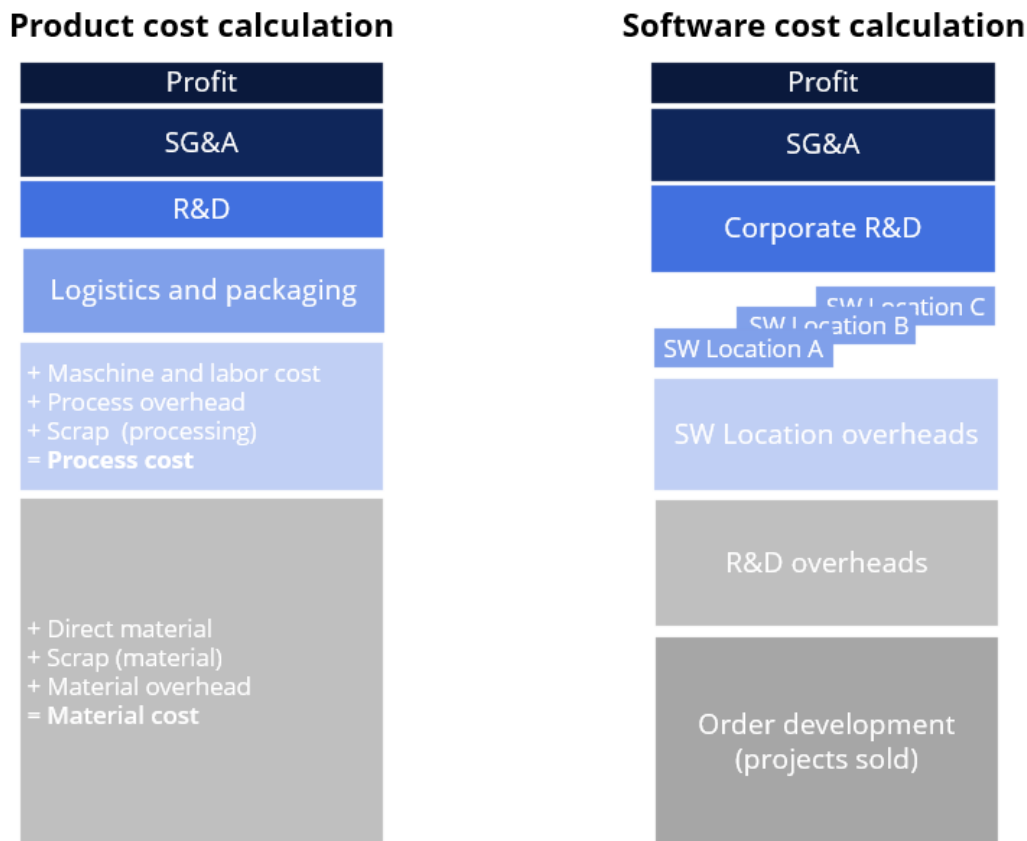 Product cost calculation
Profit
SG&A
R&D
Logistics and packaging
+ Maschine and labor cost
+ Process overhead
+ Scrap (processing)
= Process cost
+ Direct material
+ Scrap (material)
+ Material overhead
= Material cost
Software cost calculation
Profit
SG&A
Corporate R&D
SW Location C
SW Location B
SW Location A
SW Location overheads
R&D overheads
Order development
(projects sold)